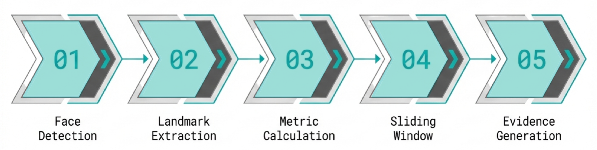 01
02
03
04
05
Face
Detection
Landmark
Extraction
Metric
Calculation
Sliding
Window
Evidence
Generation